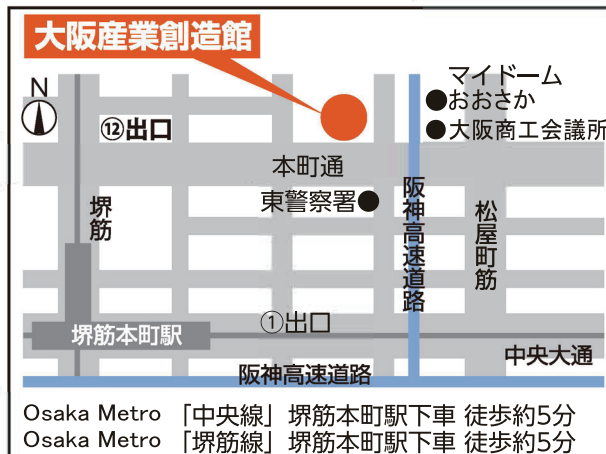 大阪産業創造館
N
マイドーム
●おおさか
⑫出口
●大阪商工会議所
本町通
東警察署●
堺筋
阪神高速道路
松屋町筋
①出口
堺筋本町駅
中央大通
阪神高速道路
Osaka Metro 「中央線」堺筋本町駅下車 徒歩約5分
Osaka Metro 「堺筋線」堺筋本町駅下車 徒歩約5分